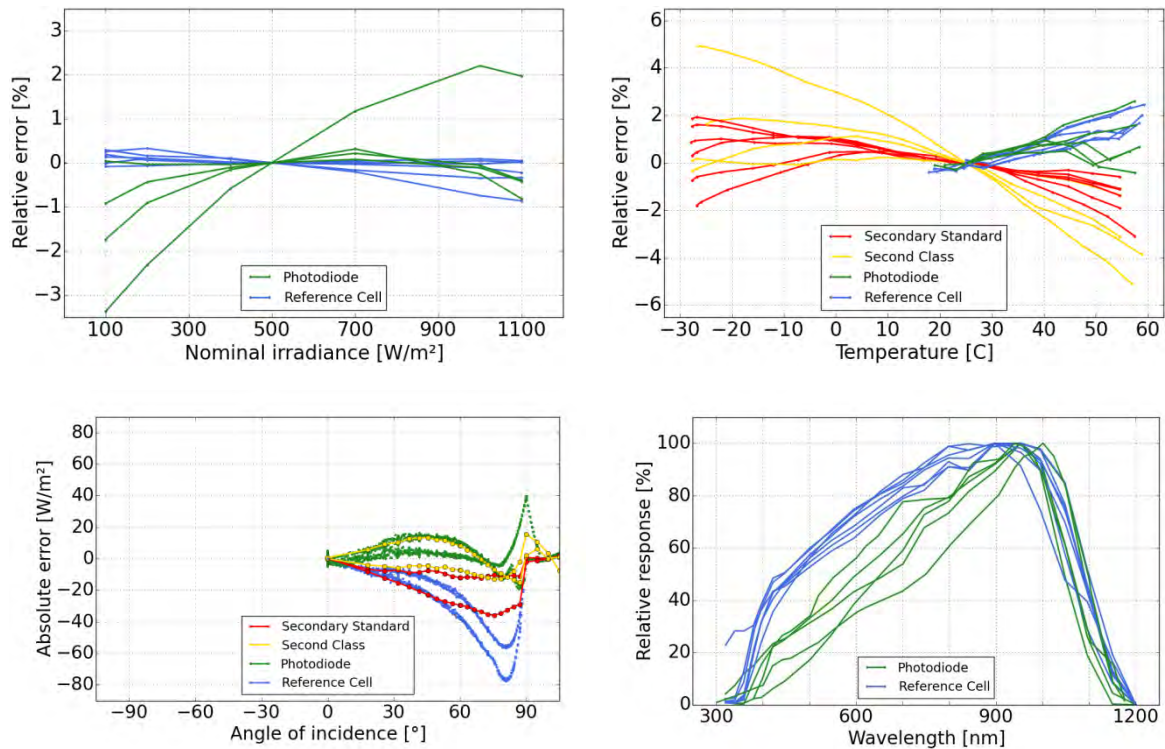 Relative error [%]
3
2
1
0
−1
−2
−3
Photodiode
Reference Cell
100 300 500 700 900 1100
Nominal irradiance [W/m²]
Relative error [%]
6
4
2
0
−2
−4
−6
Secondary Standard
Second Class
Photodiode
Reference Cell
−30 −20 −10 0 10 20 30 40 50 60
Temperature [C]
Absolute error [W/m²]
80
60
40
20
0
−20
−40
−60
−80
Secondary Standard
Second Class
Photodiode
Reference Cell
−90 −60 −30 0 30 60 90
Angle of incidence [°]
Relative response [%]
100
80
60
40
20
0
Photodiode
Reference Cell
300 600 900 1200
Wavelength [nm]